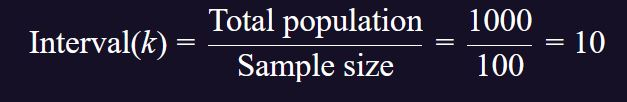 Interval(k) = Total population / Sample size = 1000 / 100 = 10